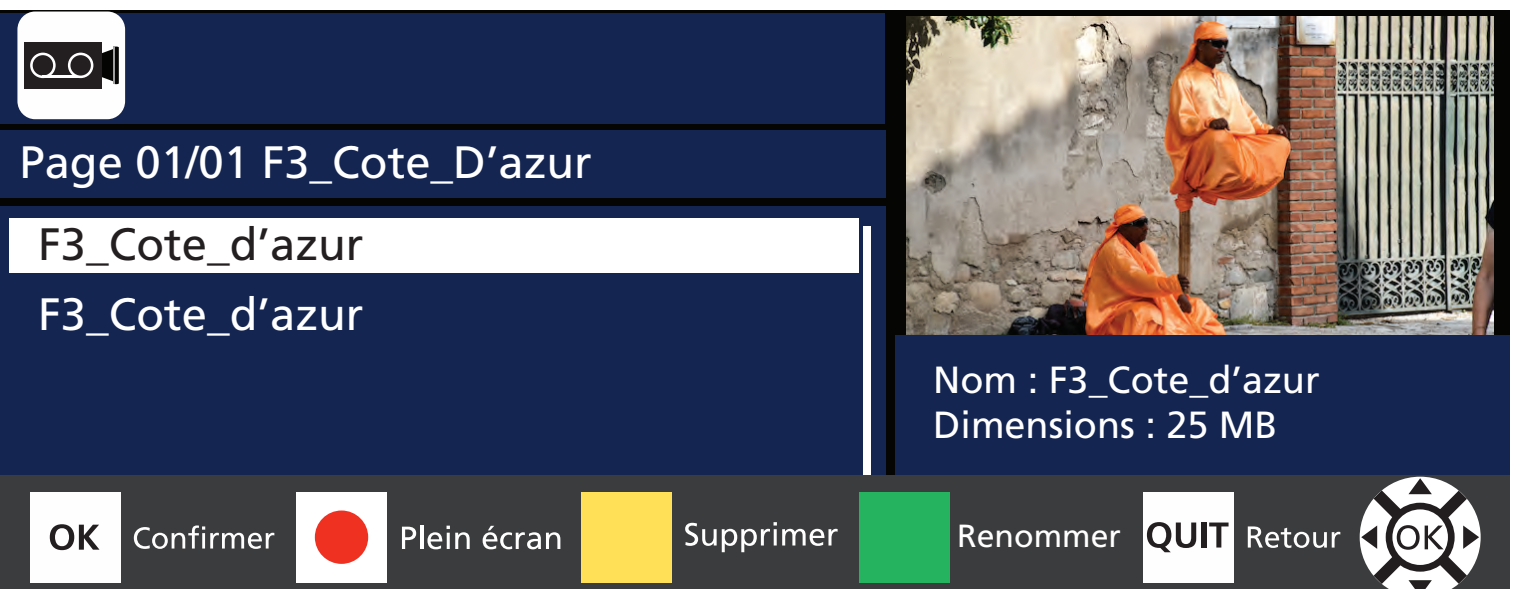 Page 01/01 F3_Cote_D’azur
F3_Cote_d’azur
F3_Cote_d’azur
Nom : F3_Cote_d’azur
Dimensions : 25 MB
OK Confirmer Plein écran Supprimer Renommer QUIT Retour OK